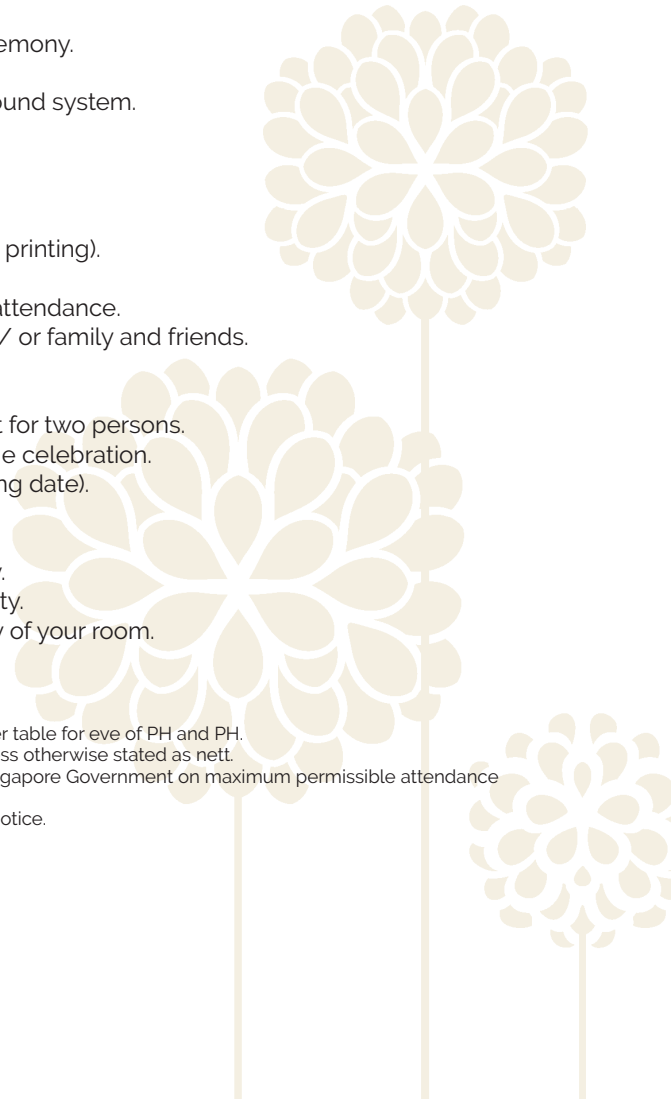 emony.
ound system.
printing).
attendance.
/ or family and friends.
t for two persons.
e celebration.
ng date).
.
ty.
y of your room.
er table for eve of PH and PH.
ss otherwise stated as nett.
gapore Government on maximum permissible attendance
otice.